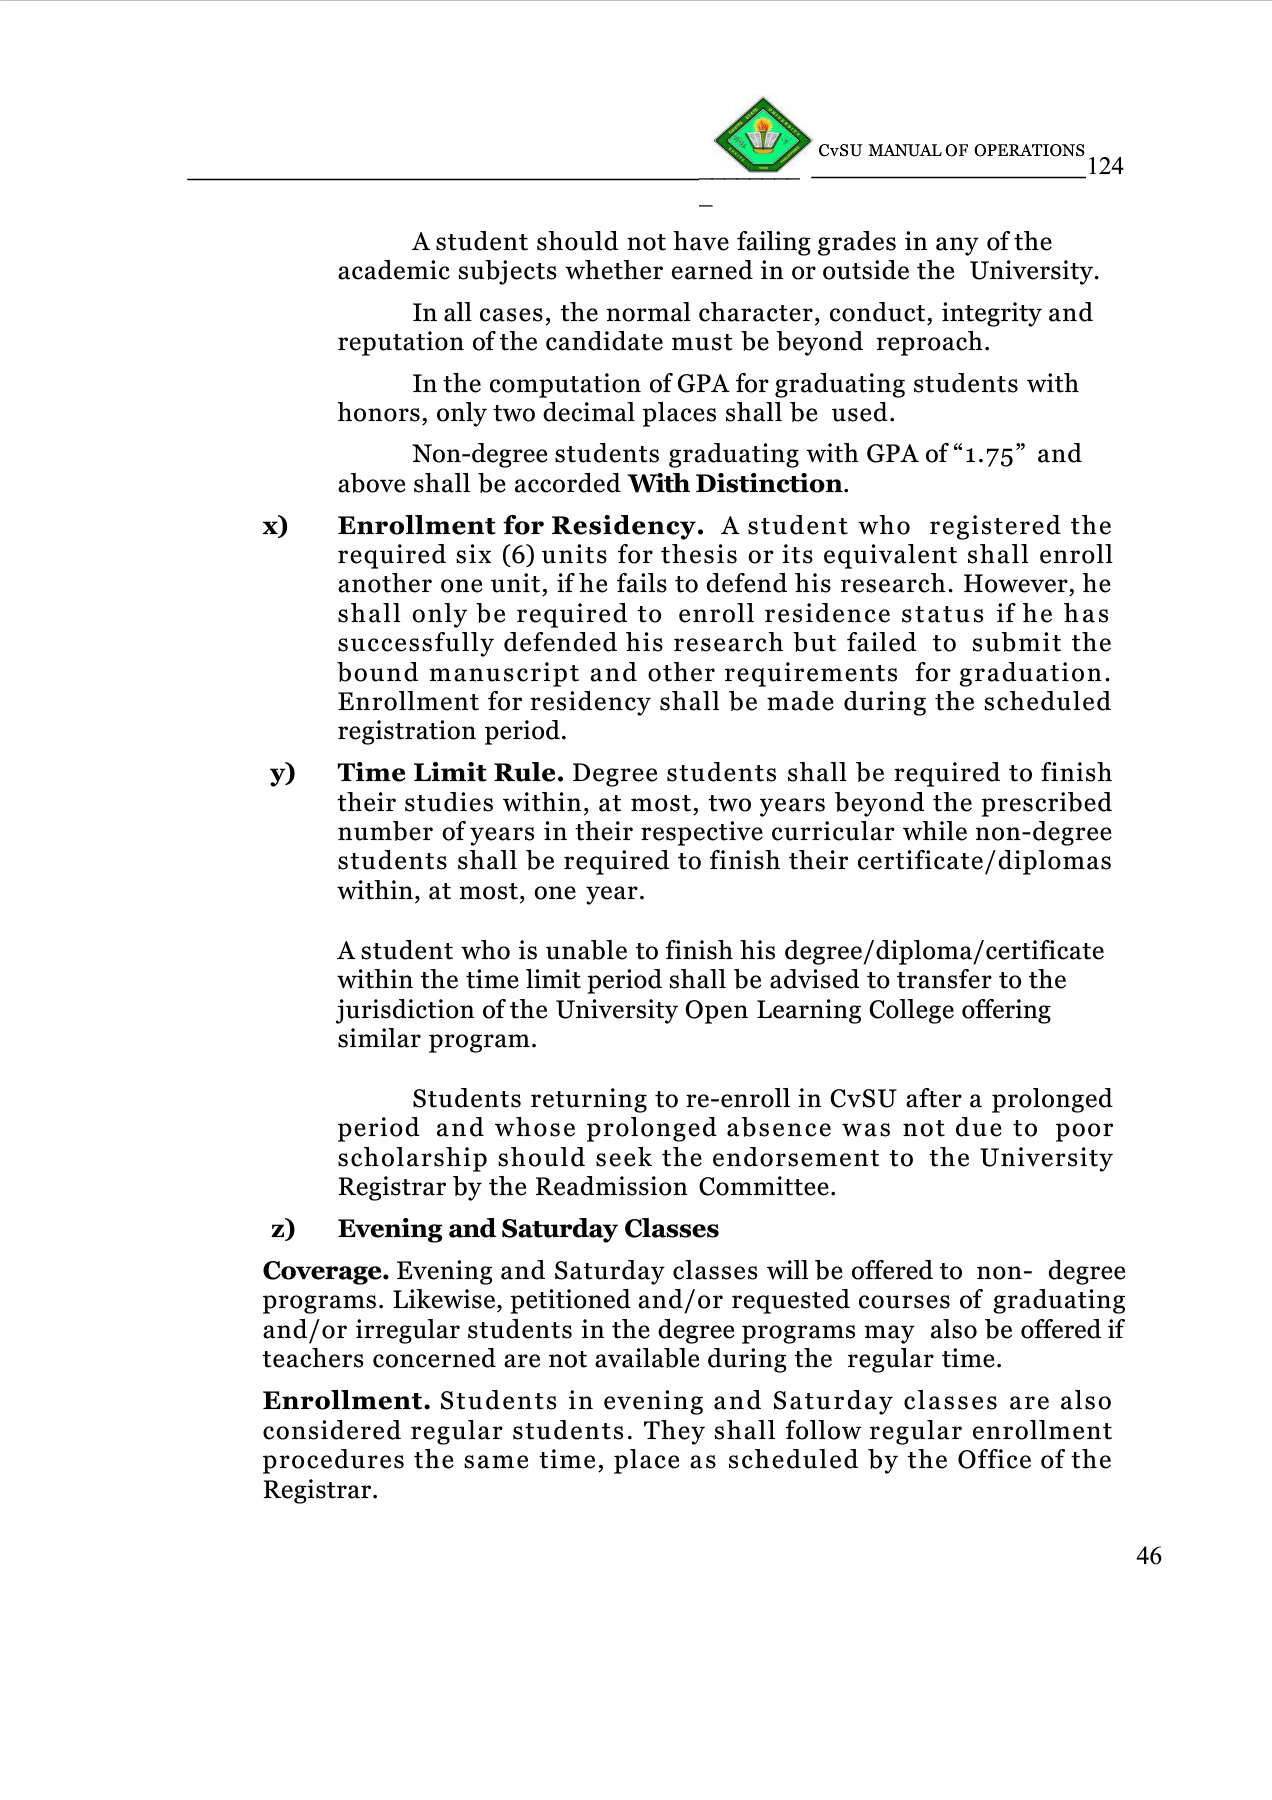 CvSU MANUAL OF OPERATIONS 124
A student should not have failing grades in any of the
academic subjects whether earned in or outside the University.
In all cases, the normal character, conduct, integrity and
reputation of the candidate must be beyond reproach.
In the computation of GPA for graduating students with
honors, only two decimal places shall be used.
Non-degree students graduating with GPA of “1.75” and
above shall be accorded With Distinction.
x) Enrollment for Residency. A student who registered the
required six (6) units for thesis or its equivalent shall enroll
another one unit, if he fails to defend his research. However, he
shall only be required to enroll residence status if he has
successfully defended his research but failed to submit the
bound manuscript and other requirements for graduation.
Enrollment for residency shall be made during the scheduled
registration period.
y) Time Limit Rule. Degree students shall be required to finish
their studies within, at most, two years beyond the prescribed
number of years in their respective curricular while non-degree
students shall be required to finish their certificate/diplomas
within, at most, one year.
A student who is unable to finish his degree/diploma/certificate
within the time limit period shall be advised to transfer to the
jurisdiction of the University Open Learning College offering
similar program.
Students returning to re-enroll in CvSU after a prolonged
period and whose prolonged absence was not due to poor
scholarship should seek the endorsement to the University
Registrar by the Readmission Committee.
z) Evening and Saturday Classes
Coverage. Evening and Saturday classes will be offered to non- degree
programs. Likewise, petitioned and/or requested courses of graduating
and/or irregular students in the degree programs may also be offered if
teachers concerned are not available during the regular time.
Enrollment. Students in evening and Saturday classes are also
considered regular students. They shall follow regular enrollment
procedures the same time, place as scheduled by the Office of the
Registrar.
46